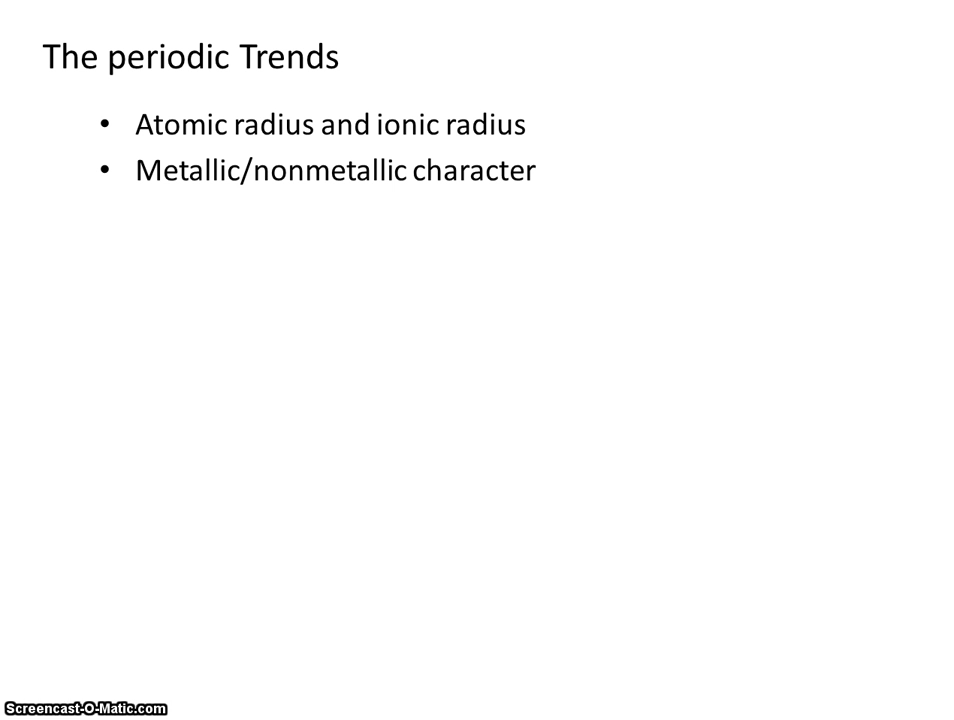 The periodic Trends
• Atomic radius and ionic radius
• Metallic/nonmetallic character
Screencast-O-Matic.com